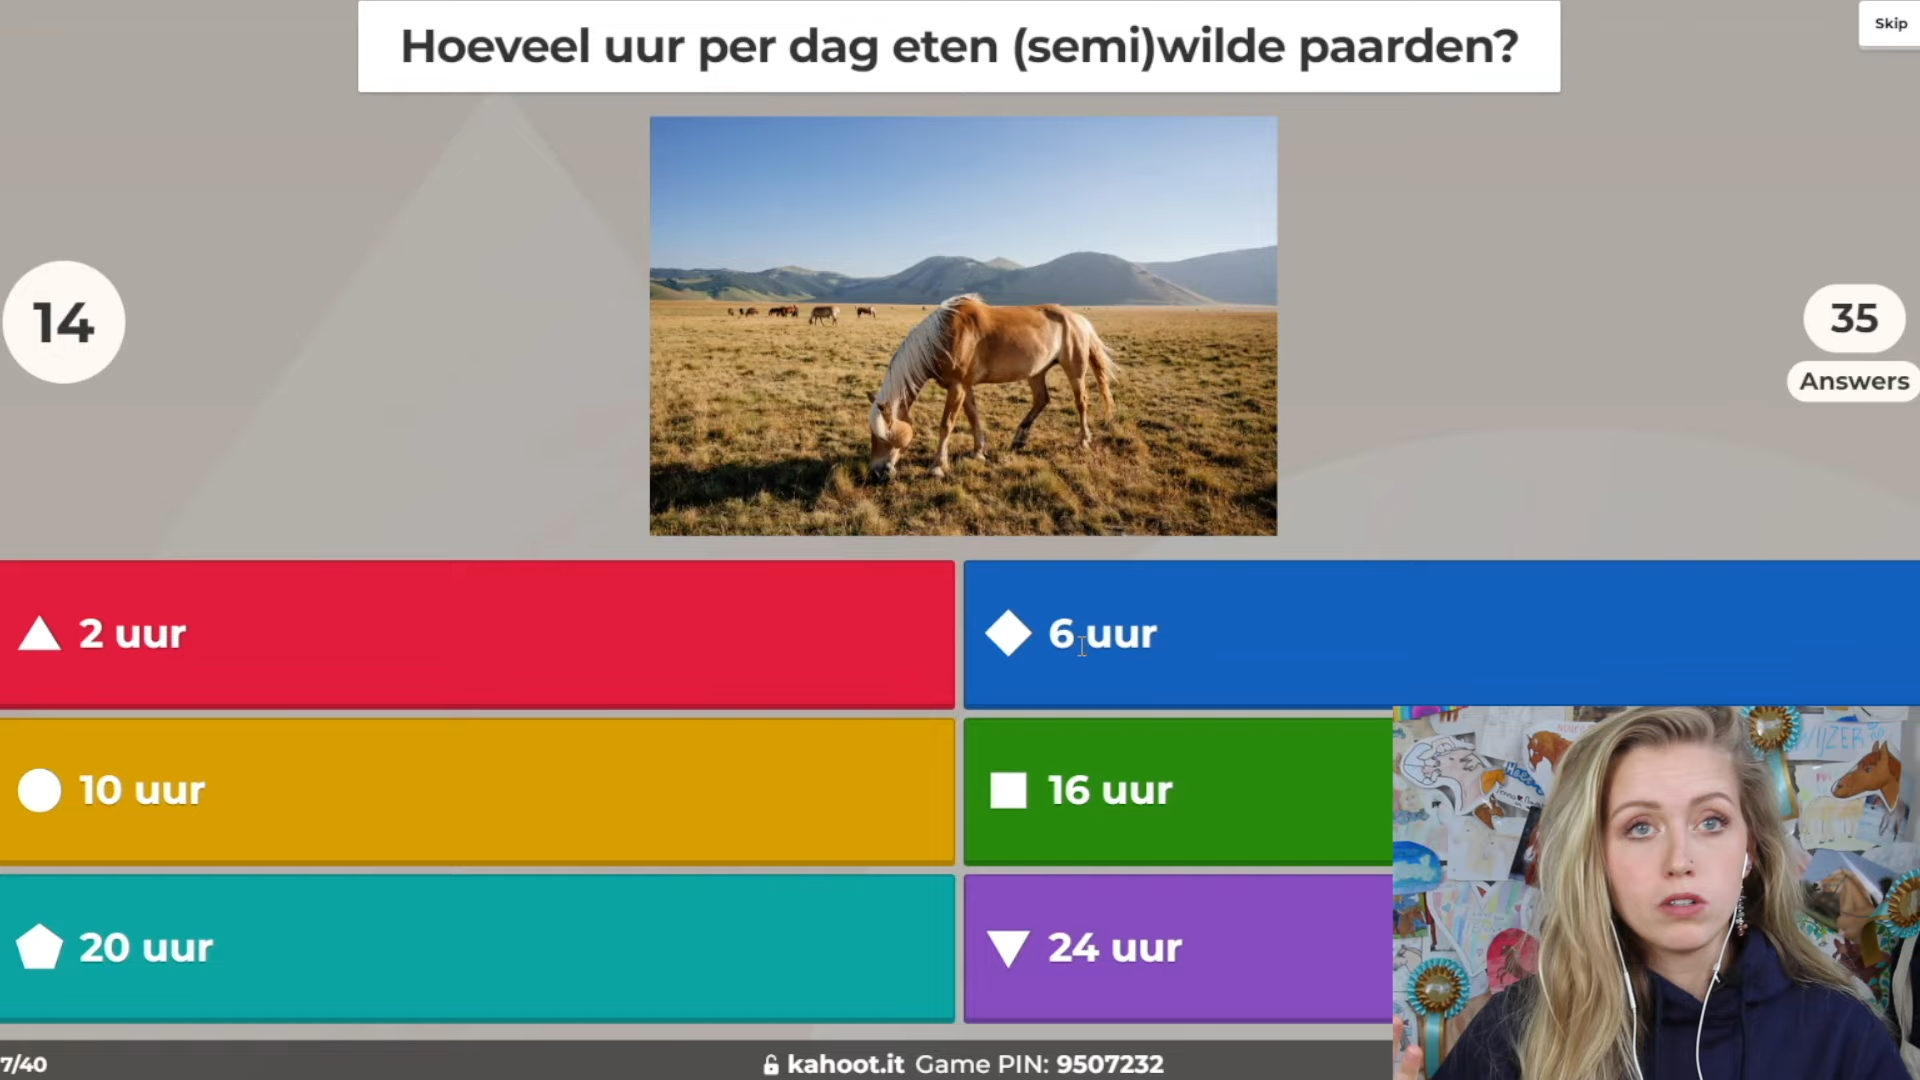 Hoeveel uur per dag eten (semi)wilde paarden?
Skip
14
35
Answers
2 uur
6 uur
10 uur
16 uur
20 uur
24 uur
7/40
kahoot.it Game PIN: 9507232
WIJZER